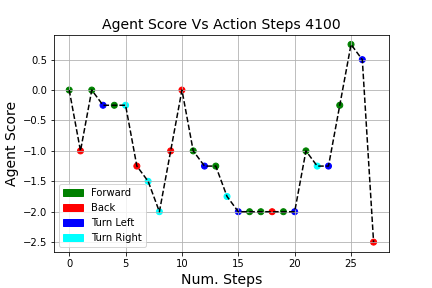 Agent Score Vs Action Steps 4100
Agent Score
0.5
0.0
−0.5
−1.0
−1.5
−2.0
−2.5
Forward
Back
Turn Left
Turn Right
0 5 10 15 20 25
Num. Steps